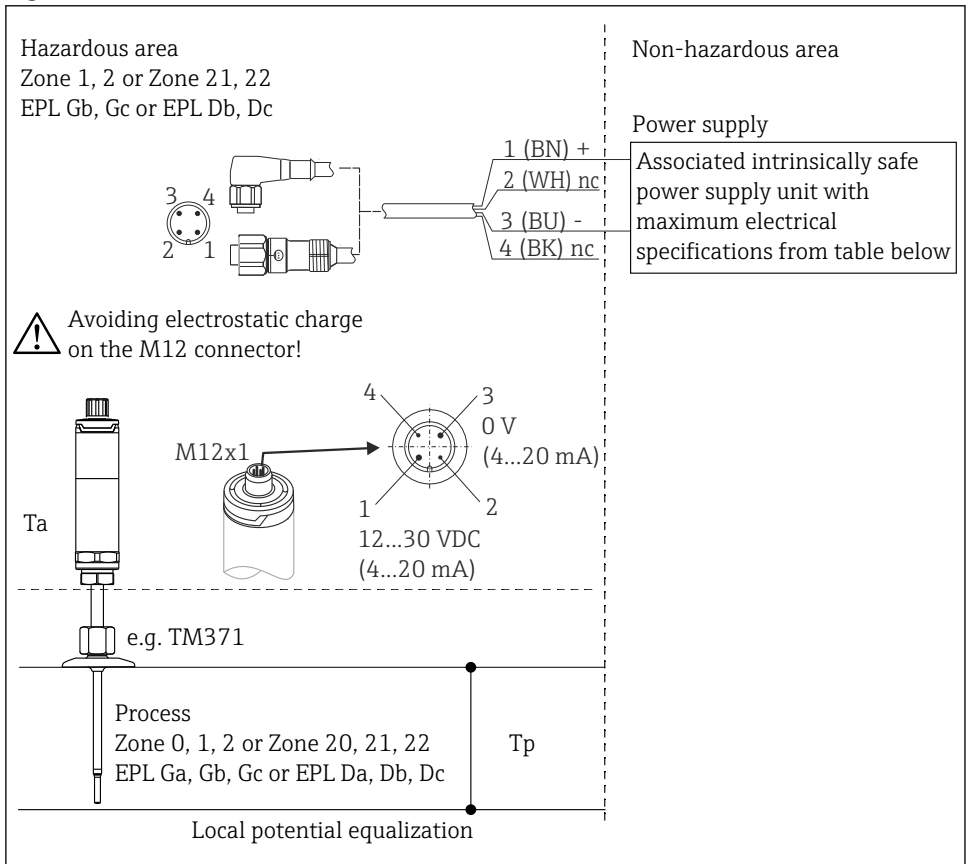 Hazardous area
Zone 1, 2 or Zone 21, 22
EPL Gb, Gc or EPL Db, Dc
Non-hazardous area
Power supply
Associated intrinsically safe
power supply unit with
maximum electrical
specifications from table below
1 (BN) +
2 (WH) nc
3 (BU) -
4 (BK) nc
3 4
2 1
Avoiding electrostatic charge
on the M12 connector!
M12x1
4
3
0 V
(4...20 mA)
1
2
12...30 VDC
(4...20 mA)
Ta
e.g. TM371
Process
Zone 0, 1, 2 or Zone 20, 21, 22
EPL Ga, Gb, Gc or EPL Da, Db, Dc
Tp
Local potential equalization